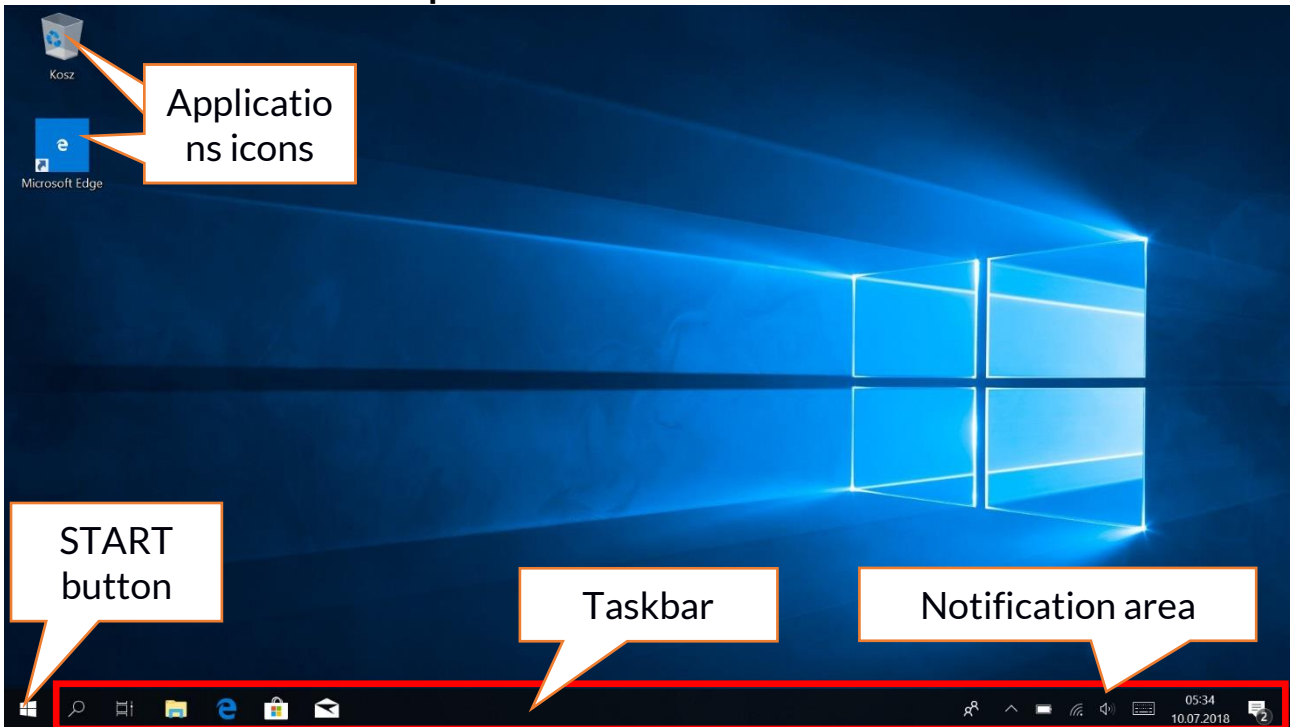 Kosz
Applicatio
ns icons
Microsoft Edge
START
button
Taskbar
Notification area
05:34
10.07.2018
2